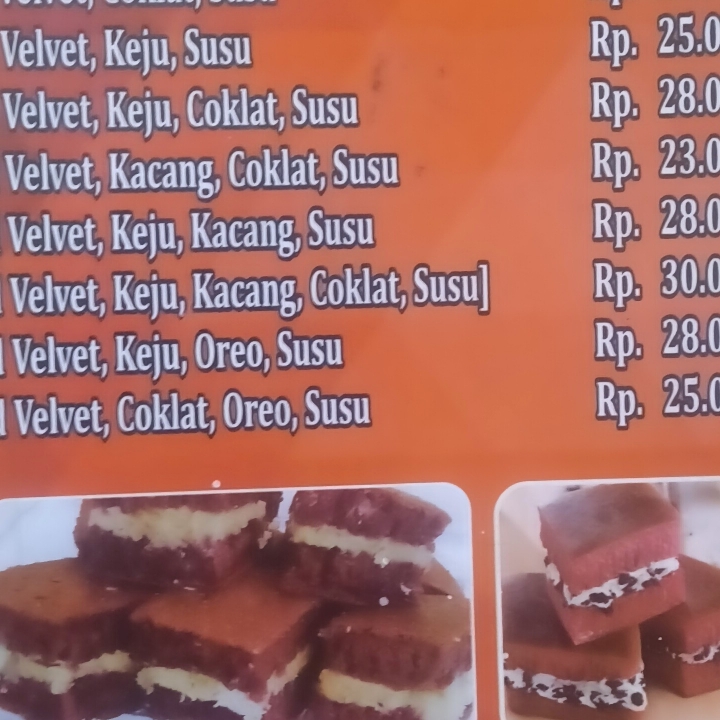 Velvet, Keju, Susu Rp. 25.0
Velvet, Keju, Coklat, Susu Rp. 28.0
Velvet, Kacang, Coklat, Susu Rp. 23.0
Velvet, Keju, Kacang, Susu Rp. 28.0
Velvet, Keju, Kacang, Coklat, Susu] Rp. 30.0
Velvet, Keju, Oreo, Susu Rp. 28.0
Velvet, Coklat, Oreo, Susu Rp. 25.0